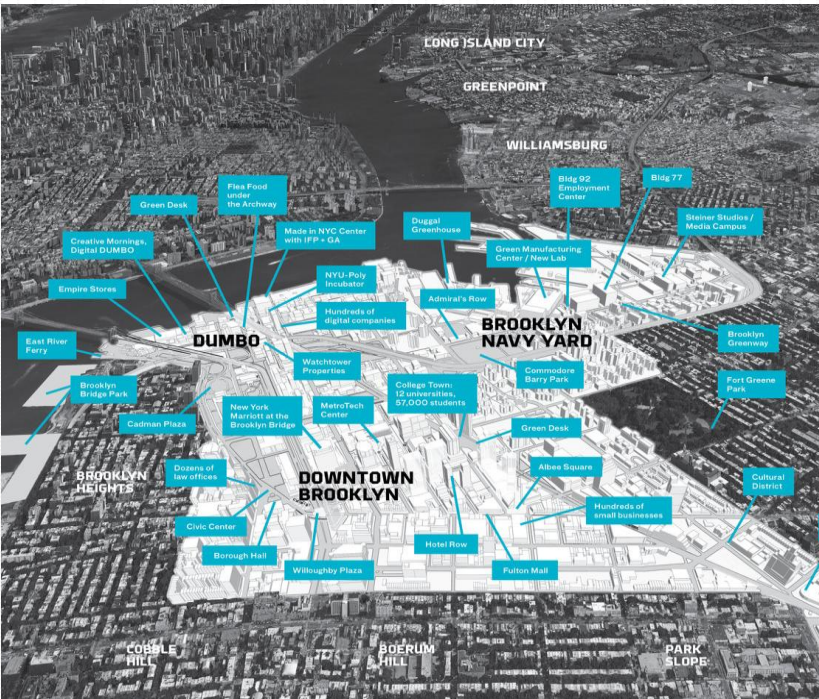 LONG ISLAND CITY
GREENPOINT
WILLIAMSBURG
Bldg 92
Employment
Center
Bldg 77
Flea Food
under
the Archway
Green Desk
Steiner Studios /
Media Campus
Duggal
Greenhouse
Made in NYC Center
with IFP + GA
Creative Mornings,
Digital DUMBO
Green Manufacturing
Center / New Lab
NYU-Poly
Incubator
Empire Stores
Admiral's Row
Hundreds of
digital companies
BROOKLYN
NAVY YARD
DUMBO
Brooklyn
Greenway
East River
Ferry
Watchtower
Properties
Commodore
Barry Park
Fort Greene
Park
Brooklyn
Bridge Park
College Town:
12 universities,
57,000 students
New York
Marriott at the
Brooklyn Bridge
MetroTech
Center
Cadman Plaza
Green Desk
BROOKLYN
HEIGHTS
Dozens of
law offices
DOWNTOWN
BROOKLYN
Albee Square
Cultural
District
Hundreds of
small businesses
Civic Center
Borough Hall
Hotel Row
Willoughby Plaza
Fulton Mall
COBBLE
HILL
BOERUM
HILL
PARK
SLOPE